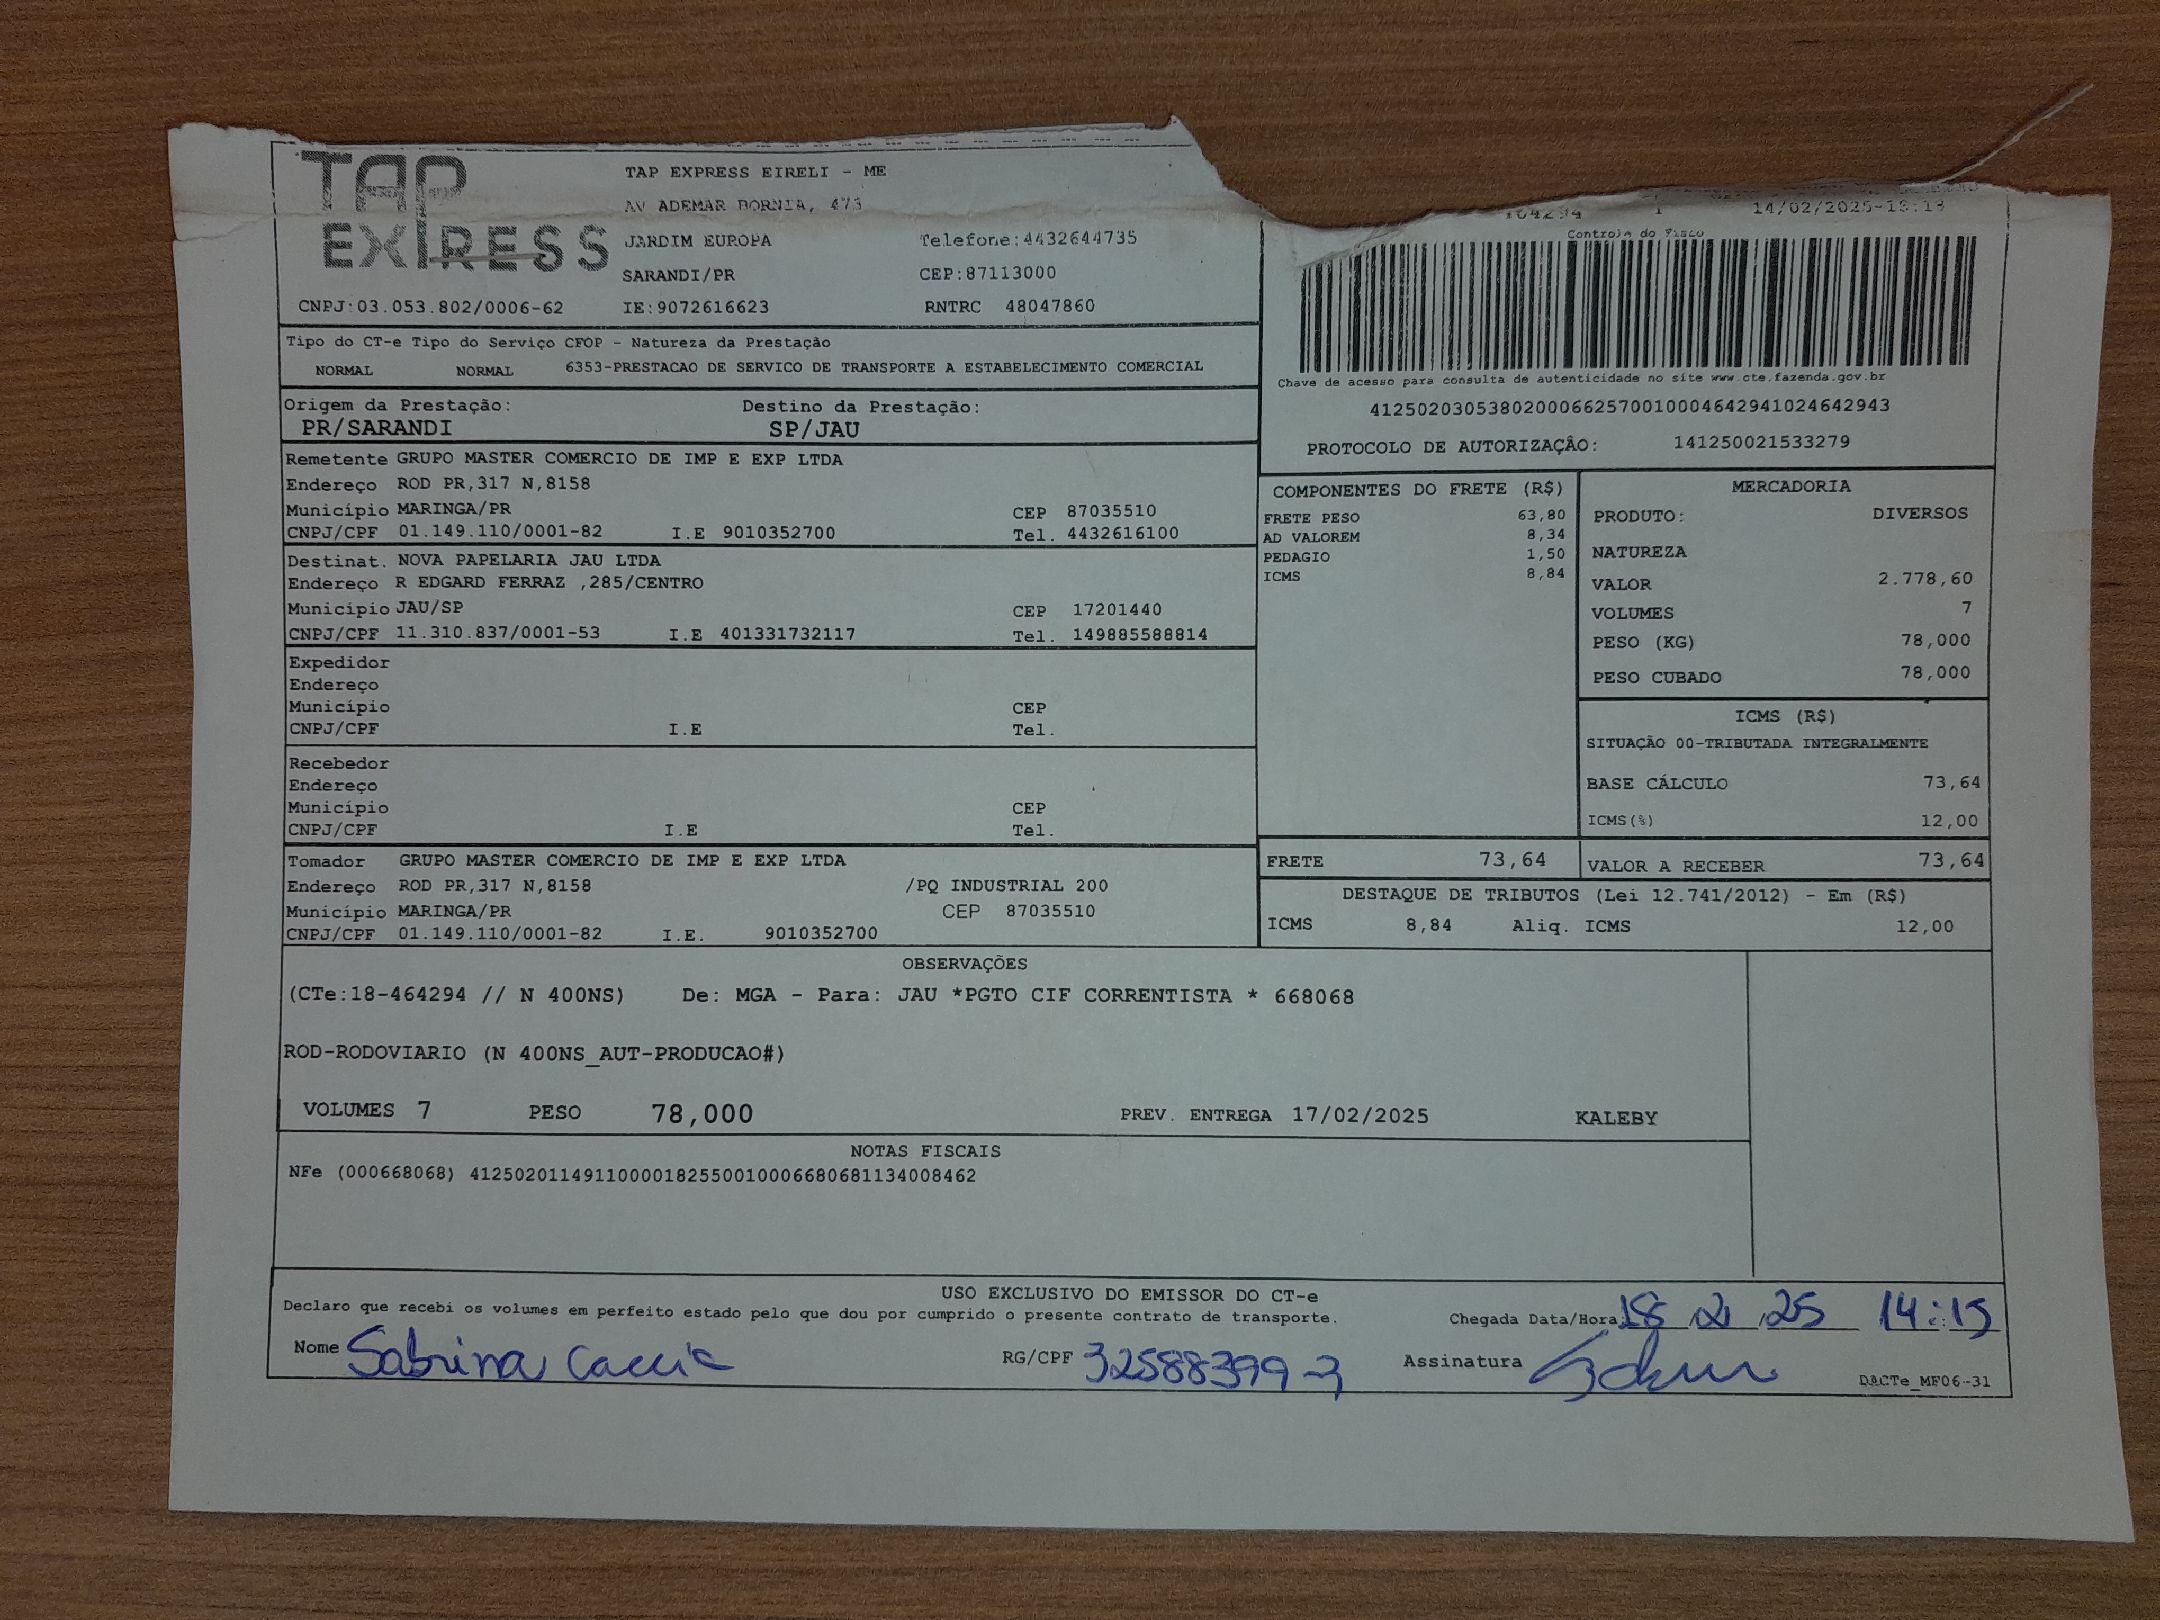 TAP EXPRESS
TAP EXPRESS EIRELI - ME
AV ADEMAR BORNIA, 473
JARDIM EUROPA Telefone:4432644735
SARANDI/PR CEP:87113000
CNPJ:03.053.802/0006-62 IE:9072616623 RNTRC 48047860
14/02/2025-18:13
Controle do Fisco
Chave de acesso para consulta de autenticidade no site www.cte.fazenda.gov.br
41250203053802000662570010004642941024642943
PROTOCOLO DE AUTORIZAÇÃO: 141250021533279
Tipo do CT-e Tipo do Serviço CFOP - Natureza da Prestação
NORMAL NORMAL 6353-PRESTACAO DE SERVICO DE TRANSPORTE A ESTABELECIMENTO COMERCIAL
Origem da Prestação: Destino da Prestação:
PR/SARANDI SP/JAU
Remetente GRUPO MASTER COMERCIO DE IMP E EXP LTDA
Endereço ROD PR,317 N,8158
Município MARINGA/PR CEP 87035510
CNPJ/CPF 01.149.110/0001-82 I.E 9010352700 Tel. 4432616100
Destinat. NOVA PAPELARIA JAU LTDA
Endereço R EDGARD FERRAZ ,285/CENTRO
Município JAU/SP CEP 17201440
CNPJ/CPF 11.310.837/0001-53 I.E 401331732117 Tel. 149885588814
Expedidor
Endereço
Município CEP
CNPJ/CPF I.E Tel.
Recebedor
Endereço
Município CEP
CNPJ/CPF I.E Tel.
Tomador GRUPO MASTER COMERCIO DE IMP E EXP LTDA
Endereço ROD PR,317 N,8158 /PQ INDUSTRIAL 200
Município MARINGA/PR CEP 87035510
CNPJ/CPF 01.149.110/0001-82 I.E. 9010352700
COMPONENTES DO FRETE (R$)
FRETE PESO 63,80
AD VALOREM 8,34
PEDAGIO 1,50
ICMS 8,84
MERCADORIA
PRODUTO: DIVERSOS
NATUREZA
VALOR 2.778,60
VOLUMES 7
PESO (KG) 78,000
PESO CUBADO 78,000
ICMS (R$)
SITUAÇÃO 00-TRIBUTADA INTEGRALMENTE
BASE CÁLCULO 73,64
ICMS(%) 12,00
FRETE 73,64 VALOR A RECEBER 73,64
DESTAQUE DE TRIBUTOS (Lei 12.741/2012) - Em (R$)
ICMS 8,84 Aliq. ICMS 12,00
OBSERVAÇÕES
(CTe:18-464294 // N 400NS) De: MGA - Para: JAU *PGTO CIF CORRENTISTA * 668068
ROD-RODOVIARIO (N 400NS_AUT-PRODUCAO#)
VOLUMES 7 PESO 78,000 PREV. ENTREGA 17/02/2025 KALEBY
NOTAS FISCAIS
NFe (000668068) 41250201149110000182550010006680681134008462
USO EXCLUSIVO DO EMISSOR DO CT-e
Declaro que recebi os volumes em perfeito estado pelo que dou por cumprido o presente contrato de transporte. Chegada Data/Hora: 18 2 25 14:15
Nome Sabrina RG/CPF 32588399-3 Assinatura
DACTe_MF06-31